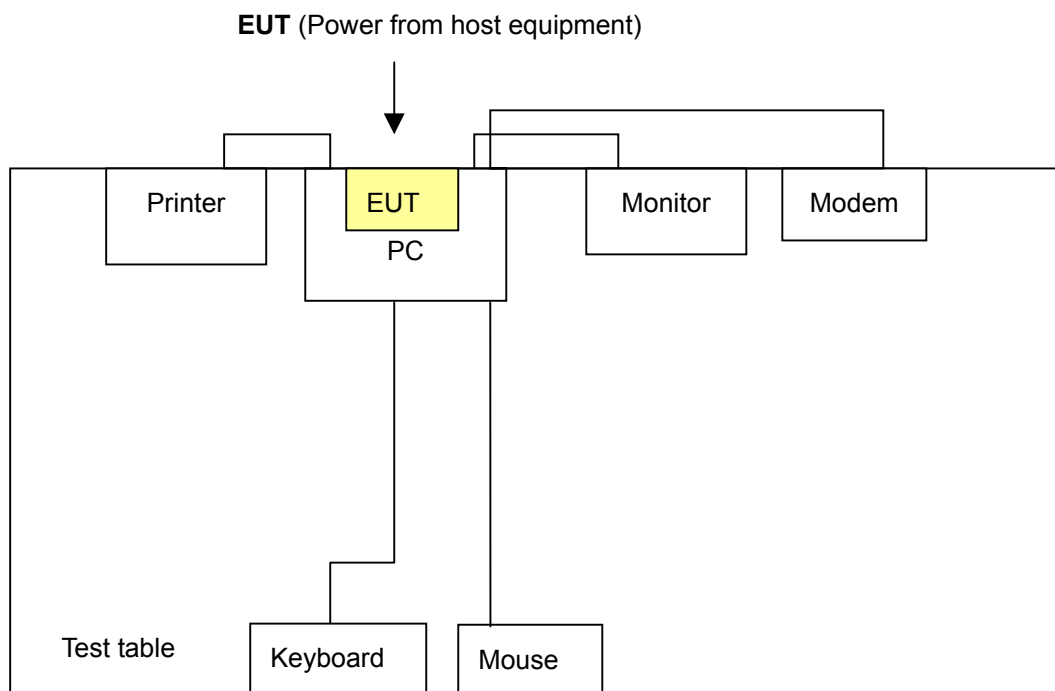 EUT (Power from host equipment)
Printer
EUT
PC
Monitor
Modem
Test table
Keyboard
Mouse